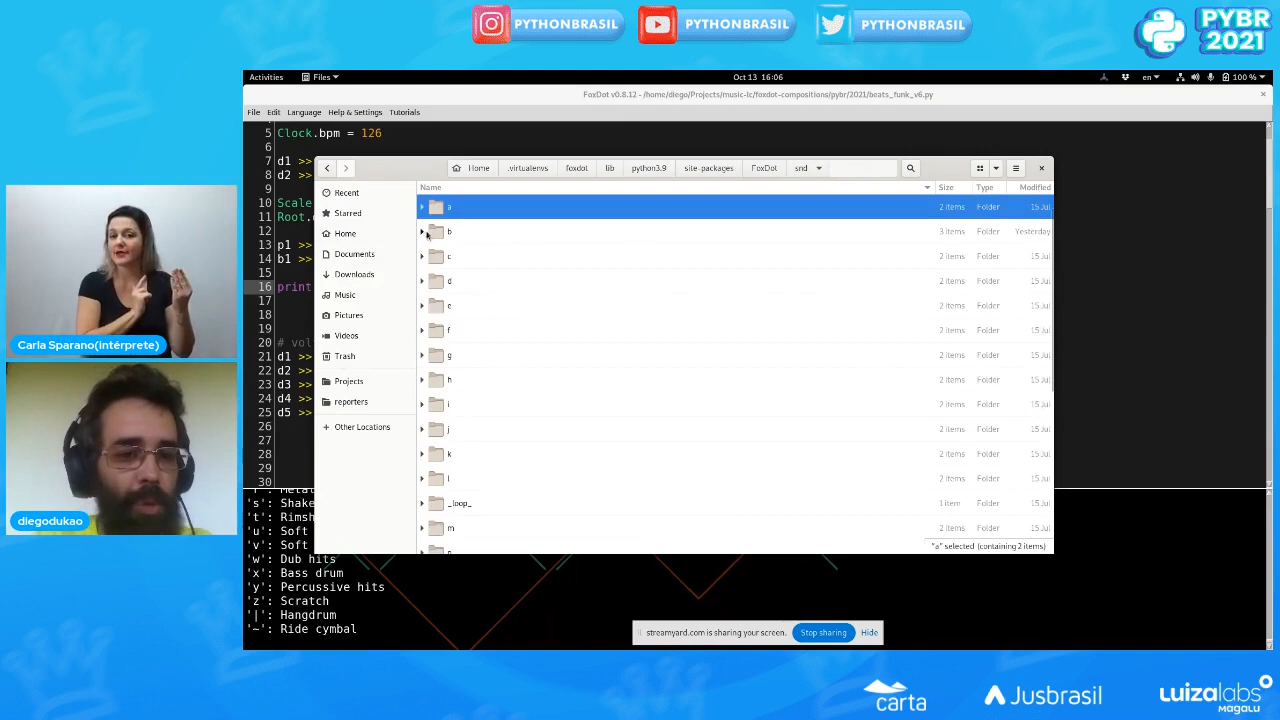 PYTHONBRASIL
PYTHONBRASIL
PYTHONBRASIL
PYBR
2021
Activities
Files
Oct 13 16:06
en
100 %
FoxDot v0.8.12 - /home/diego/Projects/music-lc/foxdot-compositions/pybr/2021/beats_funk_v6.py
File Edit Language Help & Settings Tutorials
5 Clock.bpm = 126
6
7 d1 >>
8 d2 >>
9
10 Scale
11 Root.
12
13 p1 >>
14 b1 >>
15
16 print
17
18
19
20 # vol
21 d1 >>
22 d2 >>
23 d3 >>
24 d4 >>
25 d5 >>
26
27
28
29
30
Home .virtualenvs foxdot lib python3.9 site-packages FoxDot snd
Recent
Starred
Home
Documents
Downloads
Music
Pictures
Videos
Trash
Projects
reporters
+ Other Locations
Name Size Type Modified
a 2 items Folder 15 Jul
b 3 items Folder Yesterday
c 2 items Folder 15 Jul
d 2 items Folder 15 Jul
e 2 items Folder 15 Jul
f 2 items Folder 15 Jul
g 2 items Folder 15 Jul
h 2 items Folder 15 Jul
i 2 items Folder 15 Jul
j 2 items Folder 15 Jul
k 2 items Folder 15 Jul
l 2 items Folder 15 Jul
_loop_ 1 item Folder 15 Jul
m 2 items Folder 15 Jul
"a" selected (containing 2 items)
's': Shake
't': Rimsh
'u': Soft
'v': Soft
'w': Dub hits
'x': Bass drum
'y': Percussive hits
'z': Scratch
'|': Hangdrum
'~': Ride cymbal
streamyard.com is sharing your screen.
Stop sharing
Hide
Carla Sparano(intérprete)
diegodukao
carta
Jusbrasil
luizalabs
MAGALU